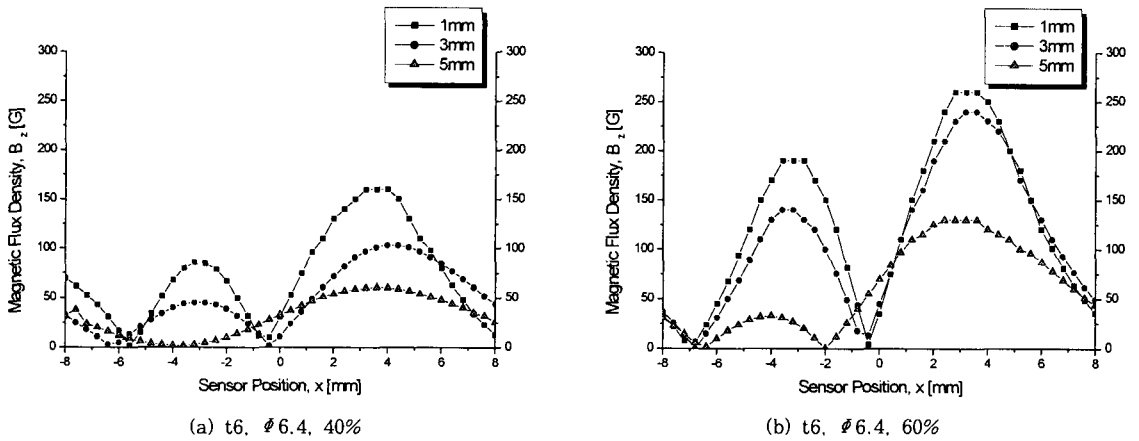 1mm
3mm
5mm
Magnetic Flux Density, B z [G]
300
250
200
150
100
50
0
300
250
200
150
100
50
0
-8 -6 -4 -2 0 2 4 6 8
Sensor Position, x [mm]
(a) t6, Φ6.4, 40%
1mm
3mm
5mm
Magnetic Flux Density, B z [G]
300
250
200
150
100
50
0
300
250
200
150
100
50
0
-8 -6 -4 -2 0 2 4 6 8
Sensor Position, x [mm]
(b) t6, Φ6.4, 60%